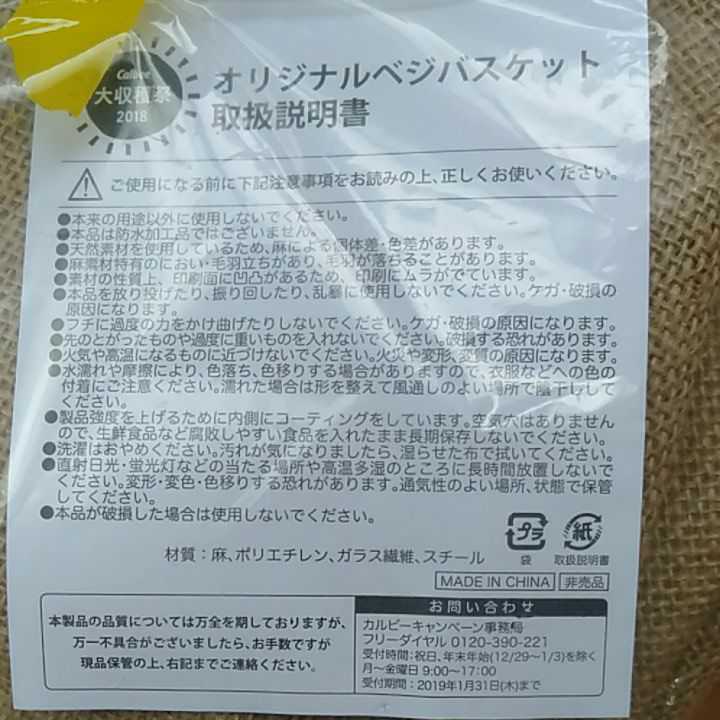 Calbee
大収穫祭
2018
オリジナルベジバスケット
取扱説明書
ご使用になる前に下記注意事項をお読みの上、正しくお使いください。
●本来の用途以外に使用しないでください。
●本品は防水加工品ではございません。
●天然素材を使用しているため、麻による個体差・色差があります。
●麻素材特有のにおい・毛羽立ちがあり、毛羽が落ちることがあります。
●素材の性質上、印刷面に凹凸があるため、印刷にムラがでています。
●本品を放り投げたり、振り回したり、乱暴に使用しないでください。ケガ・破損の
原因になります。
●フチに過度の力をかけ曲げたりしないでください。ケガ・破損の原因になります。
●先のとがったものや過度に重いものを入れないでください。破損する恐れがあります。
●火気や高温になるものに近づけないでください。火災や変形、変質の原因になります。
●水濡れや摩擦により、色落ち、色移りする場合がありますので、衣服などへの色の
付着にご注意ください。濡れた場合は形を整えて風通しのよい場所で陰干しして
ください。
●製品強度を上げるために内側にコーティングをしています。空気穴はありません
ので、生鮮食品など腐敗しやすい食品を入れたまま長期保存しないでください。
●洗濯はおやめください。汚れが気になりましたら、湿らせた布で拭いてください。
●直射日光・蛍光灯などの当たる場所や高温多湿のところに長時間放置しないで
ください。変形・変色・色移りする恐れがあります。通気性のよい場所、状態で保管
してください。
●本品が破損した場合は使用しないでください。
プラ
袋
紙
取扱説明書
材質：麻、ポリエチレン、ガラス繊維、スチール
MADE IN CHINA
非売品
本製品の品質については万全を期しておりますが、
万一不具合がございましたら、お手数ですが
現品保管の上、右記までご連絡ください。
お問い合わせ
カルビーキャンペーン事務局
フリーダイヤル 0120-390-221
受付時間：祝日、年末年始(12/29～1/3)を除く
月～金曜日 9:00～17:00
受付期間：2019年1月31日(木)まで